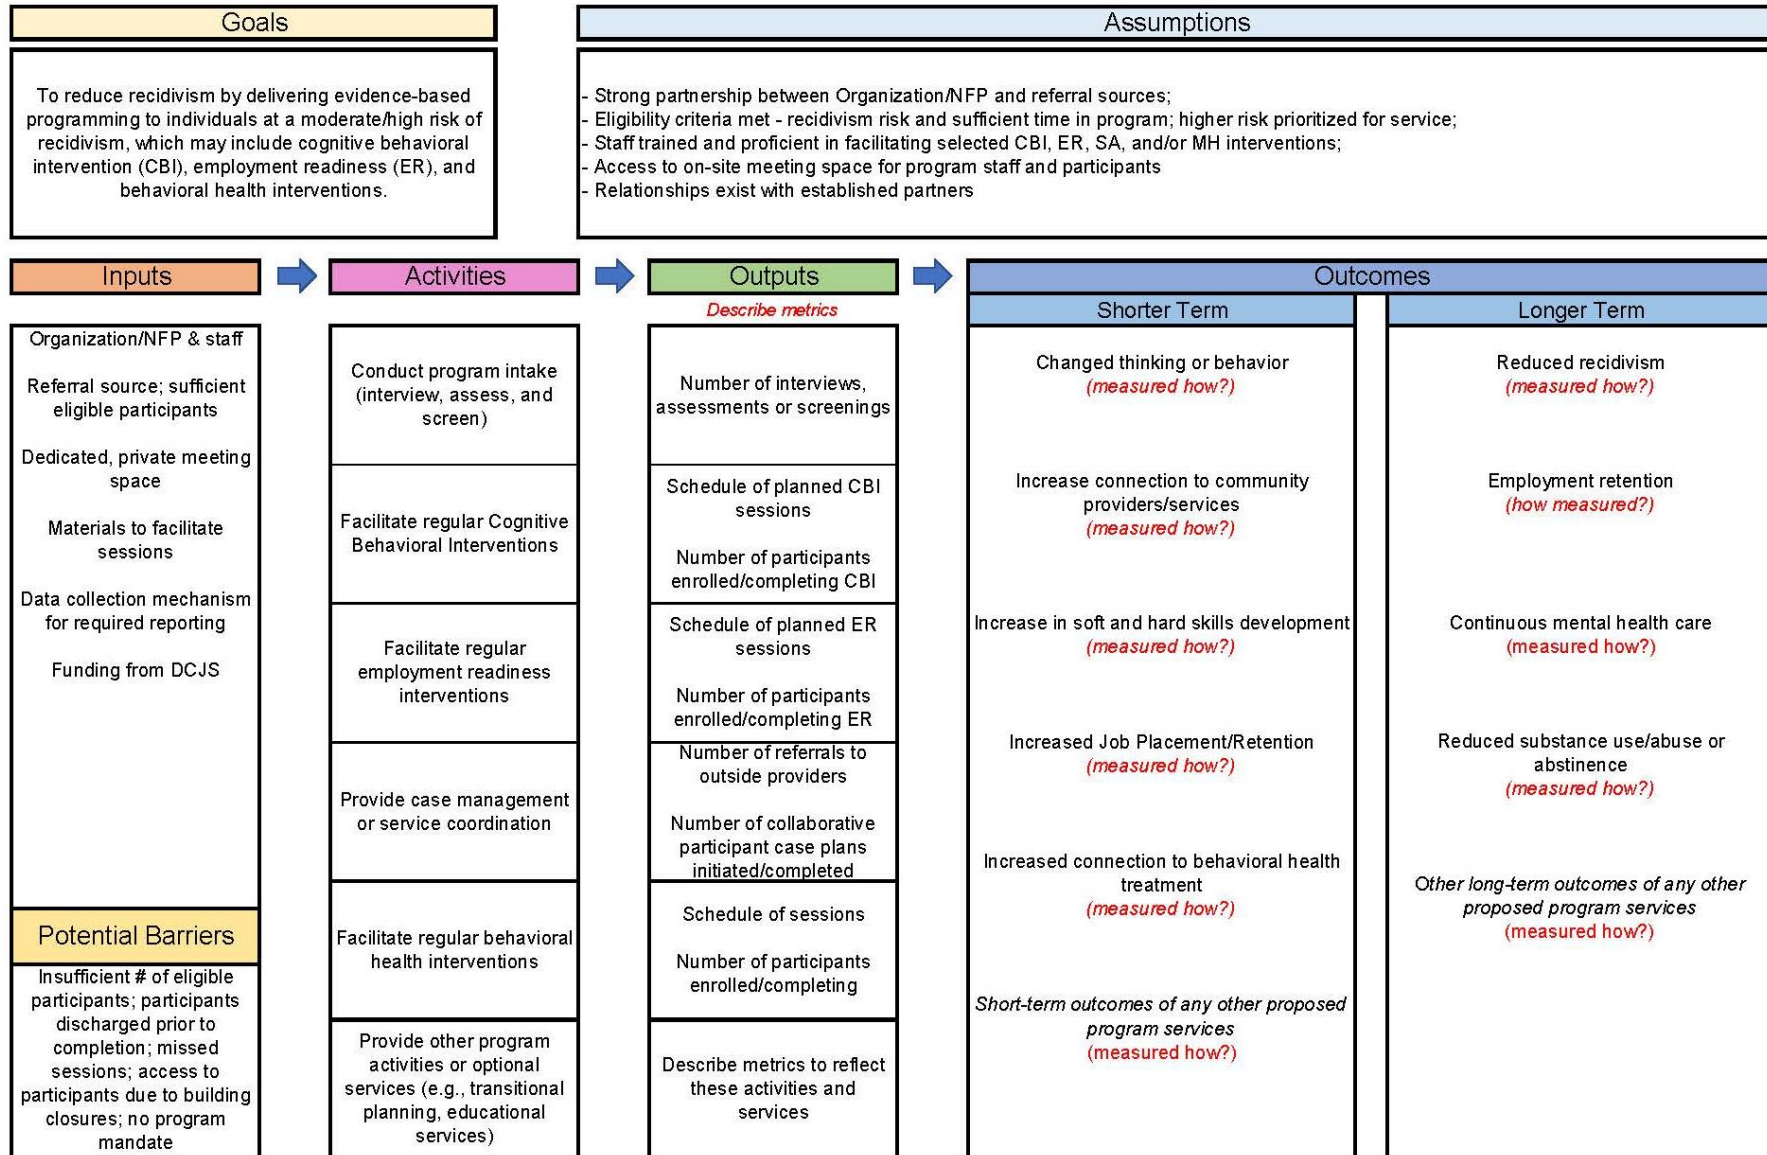 Goals
To reduce recidivism by delivering evidence-based
programming to individuals at a moderate/high risk of
recidivism, which may include cognitive behavioral
intervention (CBI), employment readiness (ER), and
behavioral health interventions.
Assumptions
- Strong partnership between Organization/NFP and referral sources;
- Eligibility criteria met - recidivism risk and sufficient time in program; higher risk prioritized for service;
- Staff trained and proficient in facilitating selected CBI, ER, SA, and/or MH interventions;
- Access to on-site meeting space for program staff and participants
- Relationships exist with established partners
Inputs
Organization/NFP & staff
Referral source; sufficient
eligible participants
Dedicated, private meeting
space
Materials to facilitate
sessions
Data collection mechanism
for required reporting
Funding from DCJS
Potential Barriers
Insufficient # of eligible
participants; participants
discharged prior to
completion; missed
sessions; access to
participants due to building
closures; no program
mandate
Activities
Conduct program intake
(interview, assess, and
screen)
Facilitate regular Cognitive
Behavioral Interventions
Facilitate regular
employment readiness
interventions
Provide case management
or service coordination
Facilitate regular behavioral
health interventions
Provide other program
activities or optional
services (e.g., transitional
planning, educational
services)
Outputs
Describe metrics
Number of interviews,
assessments or screenings
Schedule of planned CBI
sessions
Number of participants
enrolled/completing CBI
Schedule of planned ER
sessions
Number of participants
enrolled/completing ER
Number of referrals to
outside providers
Number of collaborative
participant case plans
initiated/completed
Schedule of sessions
Number of participants
enrolled/completing
Describe metrics to reflect
these activities and
services
Outcomes
Shorter Term
Changed thinking or behavior
(measured how?)
Increase connection to community
providers/services
(measured how?)
Increase in soft and hard skills development
(measured how?)
Increased Job Placement/Retention
(measured how?)
Increased connection to behavioral health
treatment
(measured how?)
Short-term outcomes of any other proposed
program services
(measured how?)
Longer Term
Reduced recidivism
(measured how?)
Employment retention
(how measured?)
Continuous mental health care
(measured how?)
Reduced substance use/abuse or
abstinence
(measured how?)
Other long-term outcomes of any other
proposed program services
(measured how?)